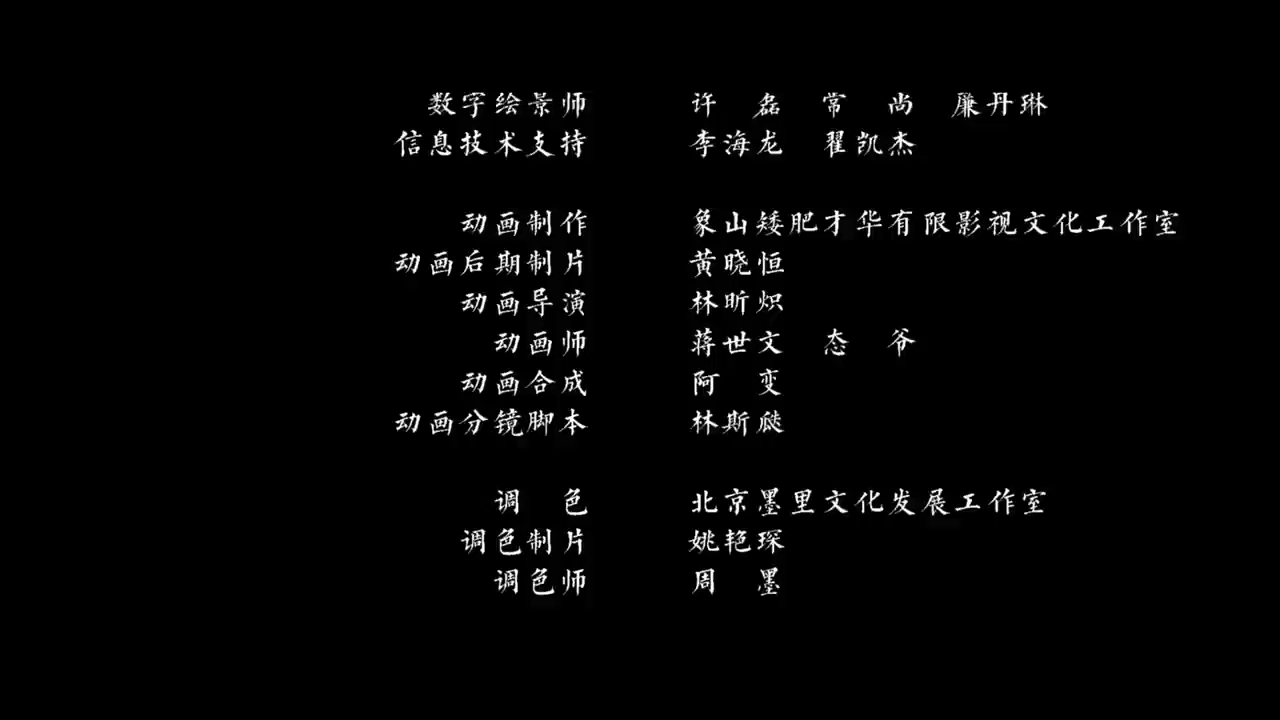 数字绘景师 许 磊 常 尚 廉丹琳
信息技术支持 李海龙 翟凯杰
动画制作 象山矮肥才华有限影视文化工作室
动画后期制片 黄晓恒
动画导演 林昕炽
动画师 蒋世文 态 爷
动画合成 阿 变
动画分镜脚本 林斯
调 色 北京墨里文化发展工作室
调色制片 姚艳琛
调色师 周 墨